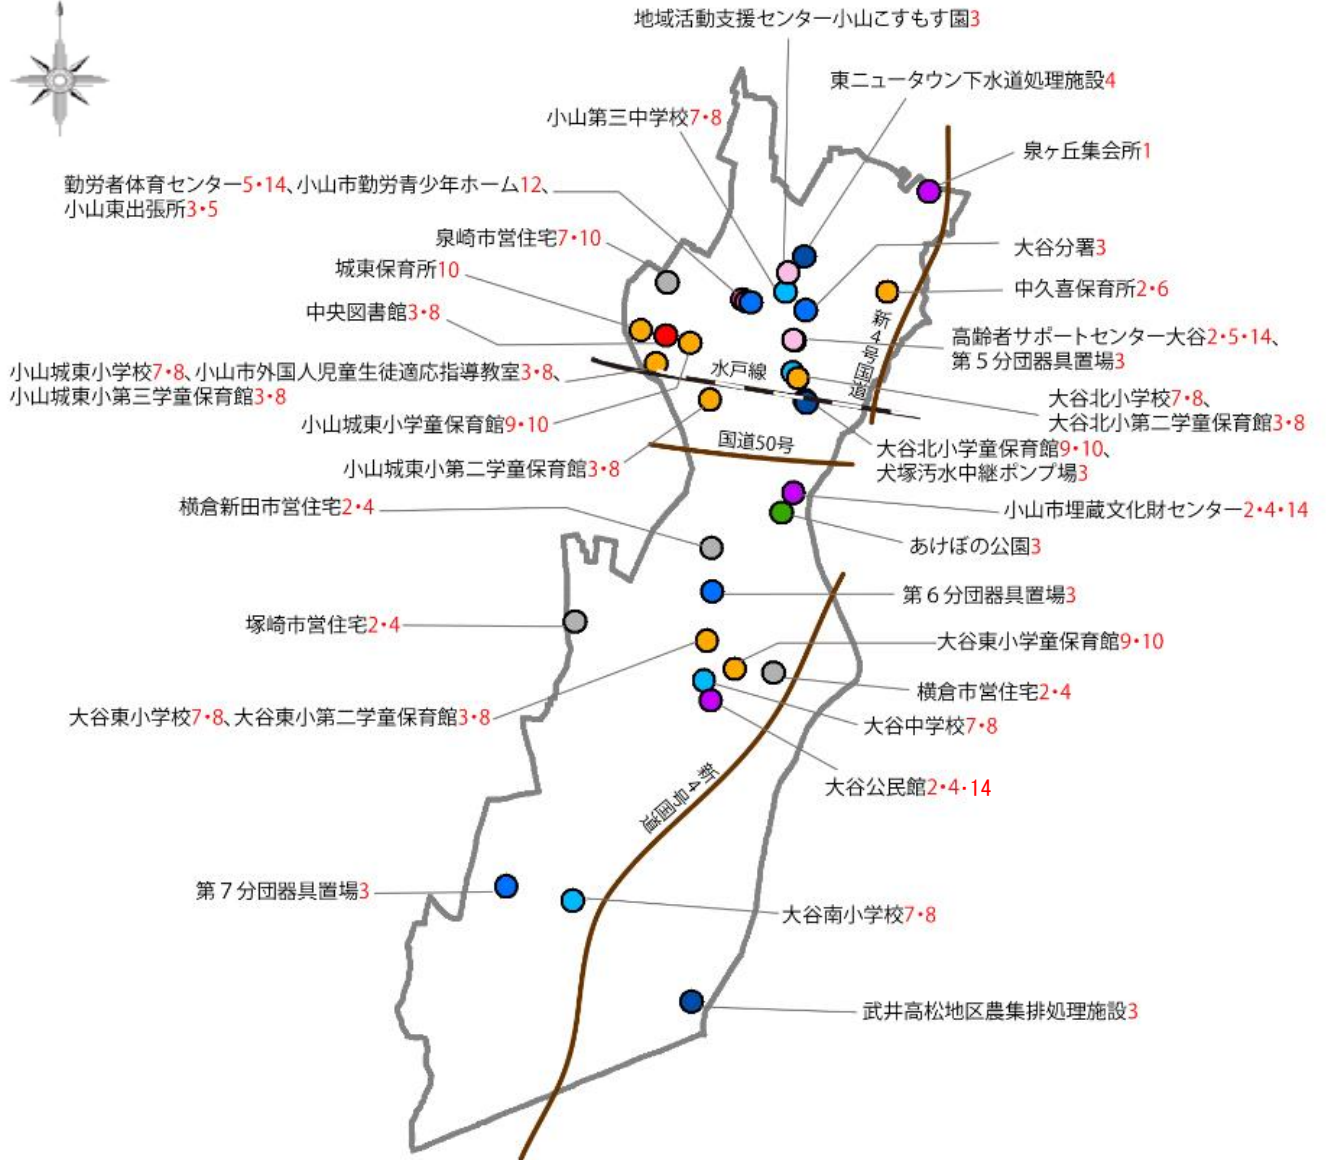 地域活動支援センター小山こすもす園3
東ニュータウン下水道処理施設4
小山第三中学校7・8
泉ヶ丘集会所1
勤労者体育センター5・14、小山市勤労青少年ホーム12、
小山東出張所3・5
泉崎市営住宅7・10
大谷分署3
城東保育所10
中久喜保育所2・6
中央図書館3・8
新4号国道
高齢者サポートセンター大谷2・5・14、
第5分団器具置場3
水戸線
小山城東小学校7・8、小山市外国人児童生徒適応指導教室3・8、
小山城東小第三学童保育館3・8
大谷北小学校7・8、
大谷北小第二学童保育館3・8
小山城東小学童保育館9・10
国道50号
大谷北小学童保育館9・10、
犬塚汚水中継ポンプ場3
小山城東小第二学童保育館3・8
横倉新田市営住宅2・4
小山市埋蔵文化財センター2・4・14
あけぼの公園3
第6分団器具置場3
塚崎市営住宅2・4
大谷東小学童保育館9・10
横倉市営住宅2・4
大谷東小学校7・8、大谷東小第二学童保育館3・8
大谷中学校7・8
新4号国道
大谷公民館2・4・14
第7分団器具置場3
大谷南小学校7・8
武井高松地区農集排処理施設3